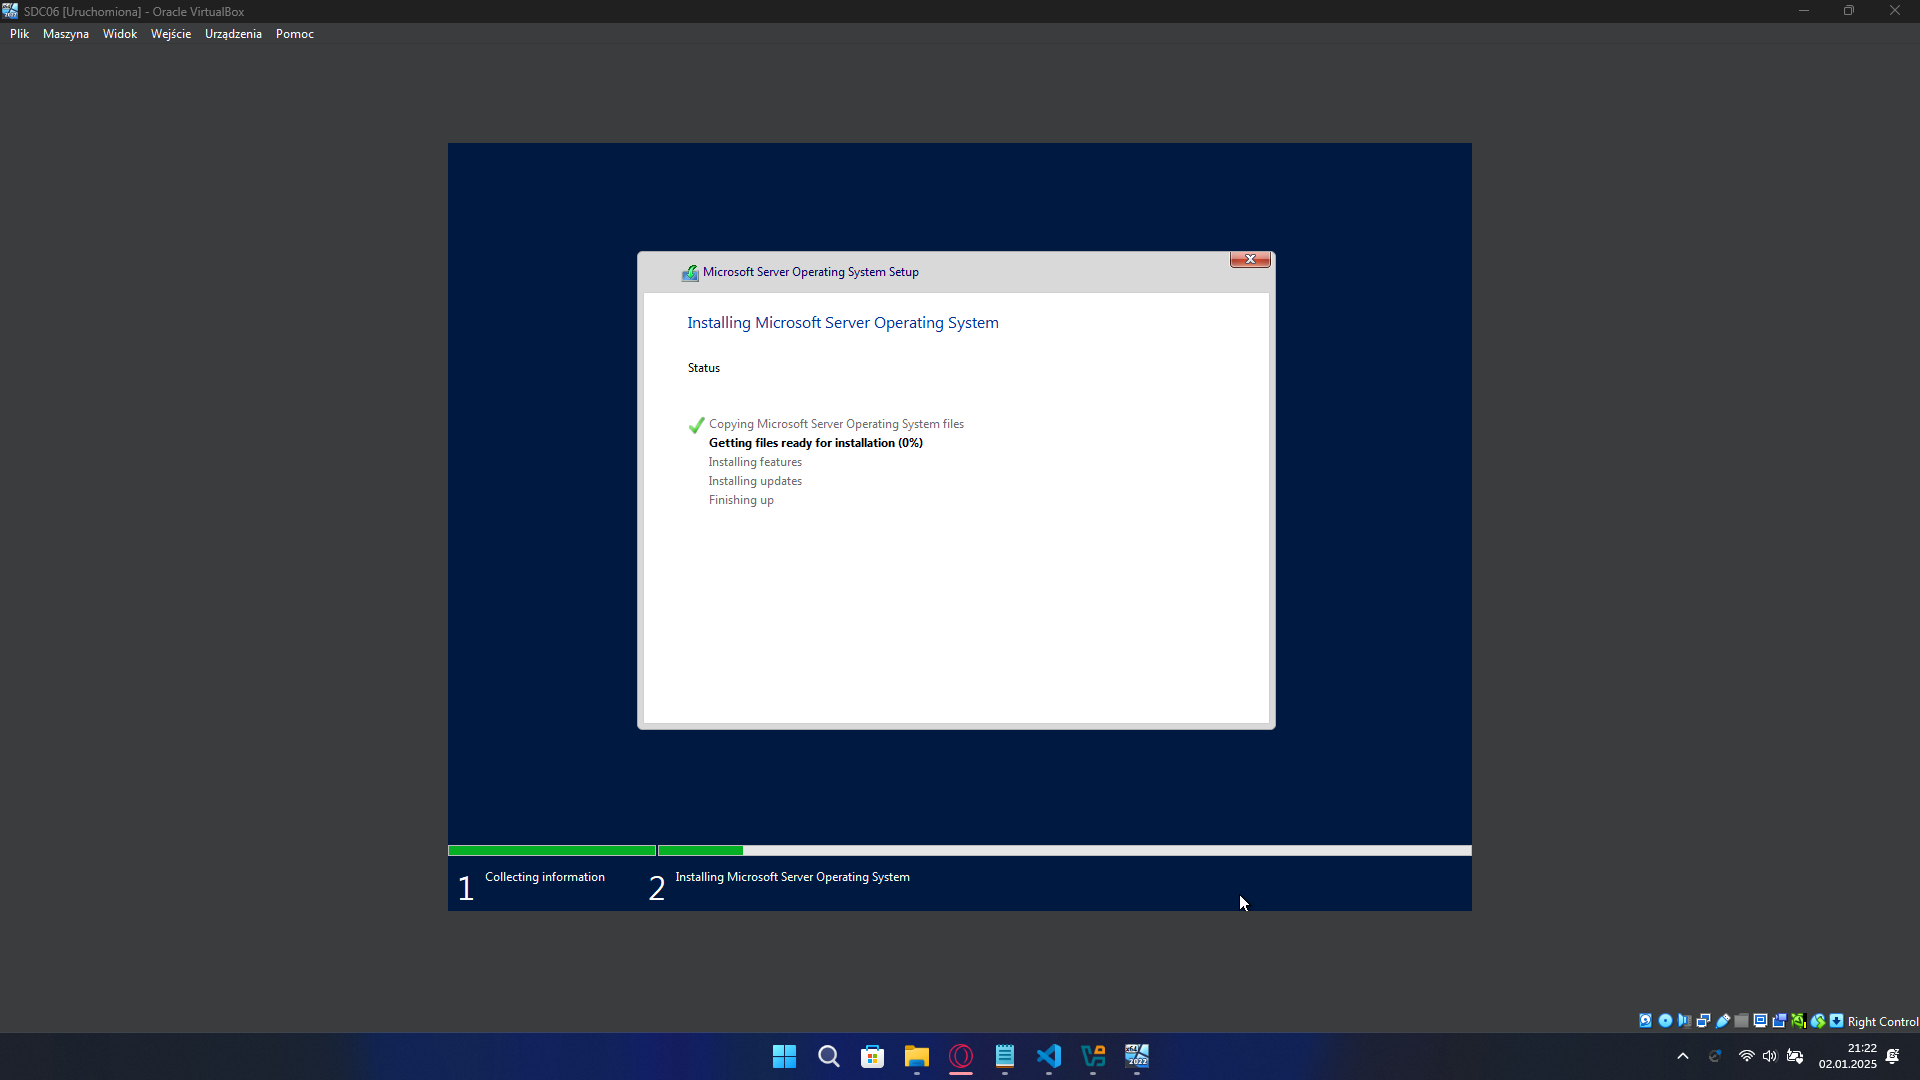 SDC06 [Uruchomiona] - Oracle VirtualBox
Plik Maszyna Widok Wejście Urządzenia Pomoc
Microsoft Server Operating System Setup
Installing Microsoft Server Operating System
Status
Copying Microsoft Server Operating System files
Getting files ready for installation (0%)
Installing features
Installing updates
Finishing up
1 Collecting information 2 Installing Microsoft Server Operating System
Right Control
21:22
02.01.2025